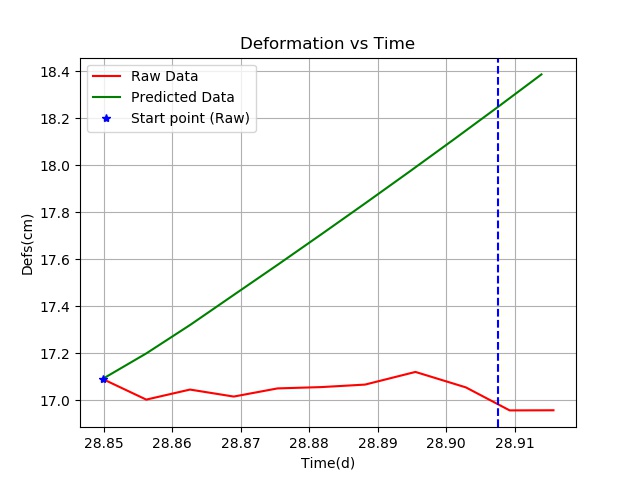 Deformation vs Time
Raw Data
Predicted Data
Start point (Raw)
18.4
18.2
18.0
17.8
17.6
17.4
17.2
17.0
Defs(cm)
28.85 28.86 28.87 28.88 28.89 28.90 28.91
Time(d)